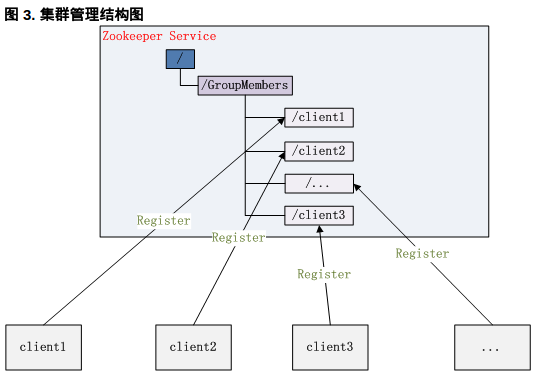 图 3. 集群管理结构图
Zookeeper Service
/
/GroupMembers
/client1
/client2
/...
/client3
Register
Register
Register
Register
client1
client2
client3
...